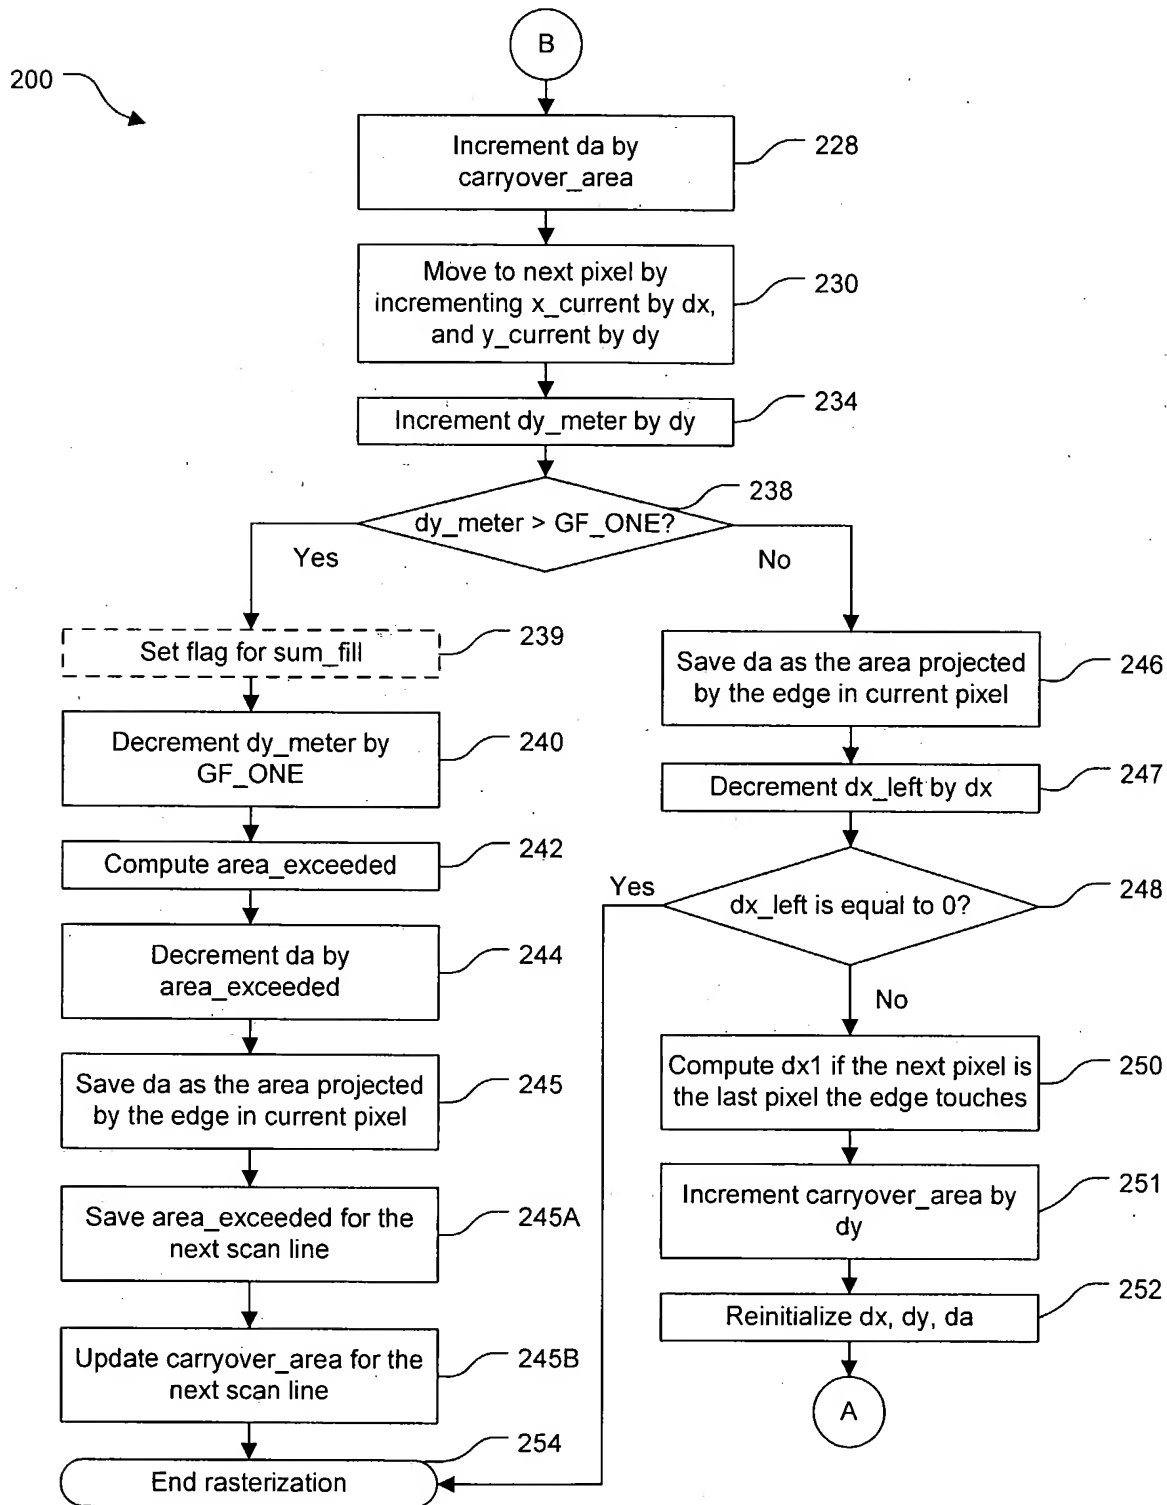 B
200
Increment da by
carryover_area
228
Move to next pixel by
incrementing x_current by dx,
and y_current by dy
230
Increment dy_meter by dy
234
dy_meter > GF_ONE?
238
Yes
No
Set flag for sum_fill
239
Decrement dy_meter by
GF_ONE
240
Compute area_exceeded
242
Decrement da by
area_exceeded
244
Save da as the area projected
by the edge in current pixel
245
Save area_exceeded for the
next scan line
245A
Update carryover_area for the
next scan line
245B
End rasterization
254
Save da as the area projected
by the edge in current pixel
246
Decrement dx_left by dx
247
dx_left is equal to 0?
248
Yes
No
Compute dx1 if the next pixel is
the last pixel the edge touches
250
Increment carryover_area by
dy
251
Reinitialize dx, dy, da
252
A